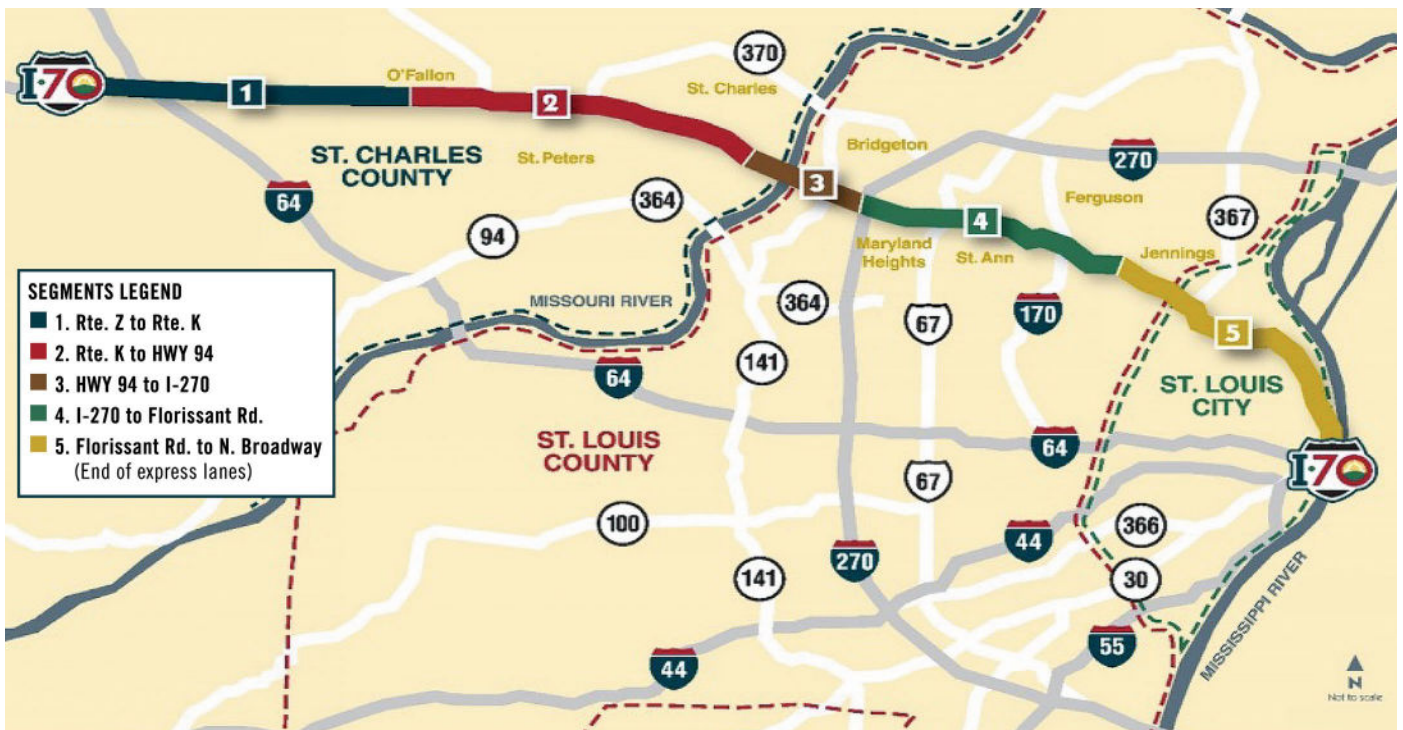 I-70
O'Fallon
1
2
370
St. Charles
ST. CHARLES
COUNTY
St. Peters
Bridgeton
270
3
64
364
94
Ferguson
367
4
Maryland
Heights
St. Ann
Jennings
SEGMENTS LEGEND
1. Rte. Z to Rte. K
2. Rte. K to HWY 94
3. HWY 94 to I-270
4. I-270 to Florissant Rd.
5. Florissant Rd. to N. Broadway
(End of express lanes)
MISSOURI RIVER
364
67
170
5
141
64
ST. LOUIS
CITY
ST. LOUIS
COUNTY
64
I-70
67
100
44
366
270
141
30
55
44
MISSISSIPPI RIVER
N
Not to scale